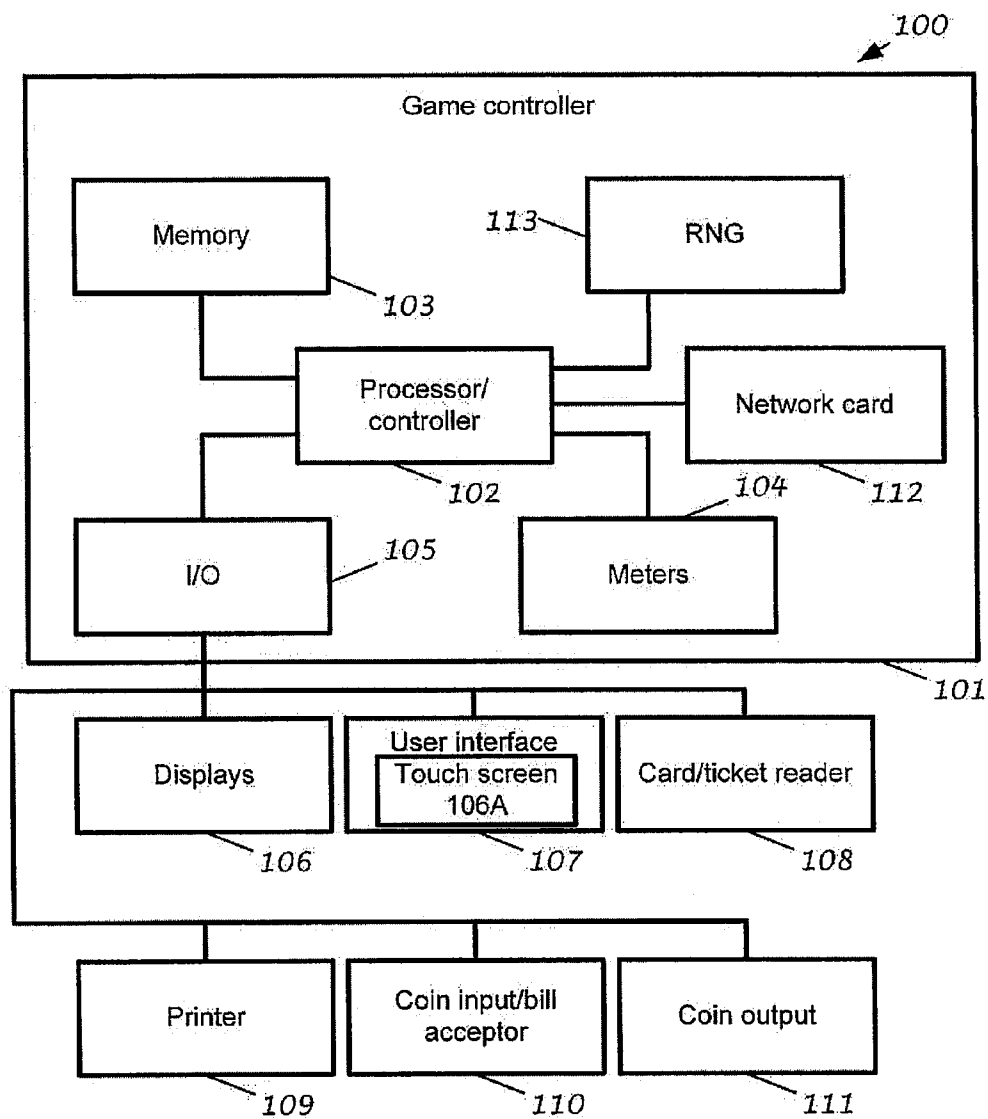 100
Game controller
Memory
103
113
RNG
Processor/
controller
102
Network card
112
I/O
105
104
Meters
101
Displays
106
User interface
Touch screen
106A
107
Card/ticket reader
108
Printer
109
Coin input/bill
acceptor
110
Coin output
111